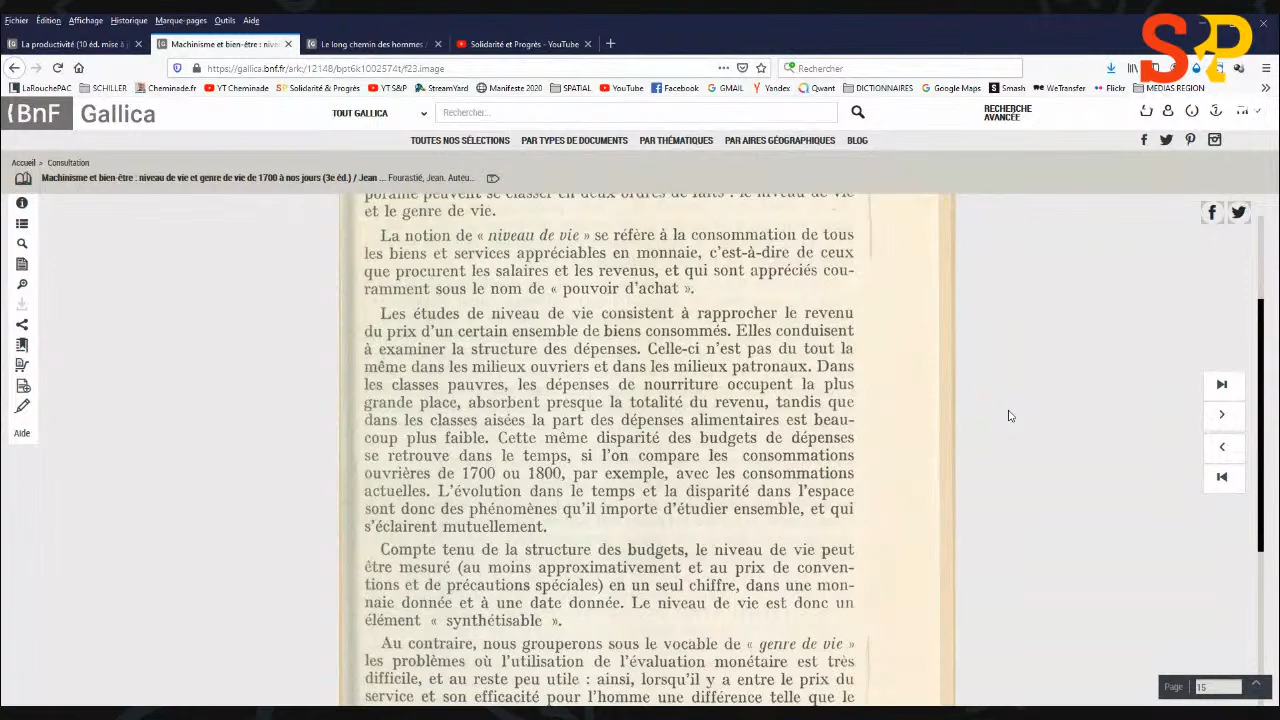 Fichier Édition Affichage Historique Marque-pages Outils Aide
La productivité (10 éd. mise à j
Machinisme et bien-être : nive
Le long chemin des hommes /
Solidarité et Progrès - YouTube
SP
https://gallica.bnf.fr/ark:/12148/bpt6k1002574t/f23.image
Rechercher
LaRouchePAC SCHILLER Cheminade.fr YT Cheminade Solidarité & Progrès YT S&P StreamYard Manifeste 2020 SPATIAL YouTube Facebook GMAIL Yandex Qwant DICTIONNAIRES Google Maps Smash WeTransfer Flickr MEDIAS REGION
BnF Gallica
TOUT GALLICA
Rechercher...
RECHERCHE
AVANCÉE
TOUTES NOS SÉLECTIONS PAR TYPES DE DOCUMENTS PAR THÉMATIQUES PAR AIRES GÉOGRAPHIQUES BLOG
Accueil > Consultation
Machinisme et bien-être : niveau de vie et genre de vie de 1700 à nos jours (3e éd.) / Jean ... Fourastié, Jean. Auteu...
poraine peuvent se classer en deux ordres de faits : le niveau de vie
et le genre de vie.
La notion de « niveau de vie » se réfère à la consommation de tous
les biens et services appréciables en monnaie, c'est-à-dire de ceux
que procurent les salaires et les revenus, et qui sont appréciés cou-
ramment sous le nom de « pouvoir d'achat ».
Les études de niveau de vie consistent à rapprocher le revenu
du prix d'un certain ensemble de biens consommés. Elles conduisent
à examiner la structure des dépenses. Celle-ci n'est pas du tout la
même dans les milieux ouvriers et dans les milieux patronaux. Dans
les classes pauvres, les dépenses de nourriture occupent la plus
grande place, absorbent presque la totalité du revenu, tandis que
dans les classes aisées la part des dépenses alimentaires est beau-
coup plus faible. Cette même disparité des budgets de dépenses
se retrouve dans le temps, si l'on compare les consommations
ouvrières de 1700 ou 1800, par exemple, avec les consommations
actuelles. L'évolution dans le temps et la disparité dans l'espace
sont donc des phénomènes qu'il importe d'étudier ensemble, et qui
s'éclairent mutuellement.
Compte tenu de la structure des budgets, le niveau de vie peut
être mesuré (au moins approximativement et au prix de conven-
tions et de précautions spéciales) en un seul chiffre, dans une mon-
naie donnée et à une date donnée. Le niveau de vie est donc un
élément « synthétisable ».
Au contraire, nous grouperons sous le vocable de « genre de vie »
les problèmes où l'utilisation de l'évaluation monétaire est très
difficile, et au reste peu utile : ainsi, lorsqu'il y a entre le prix du
service et son efficacité pour l'homme une différence telle que le
Aide
Page 15